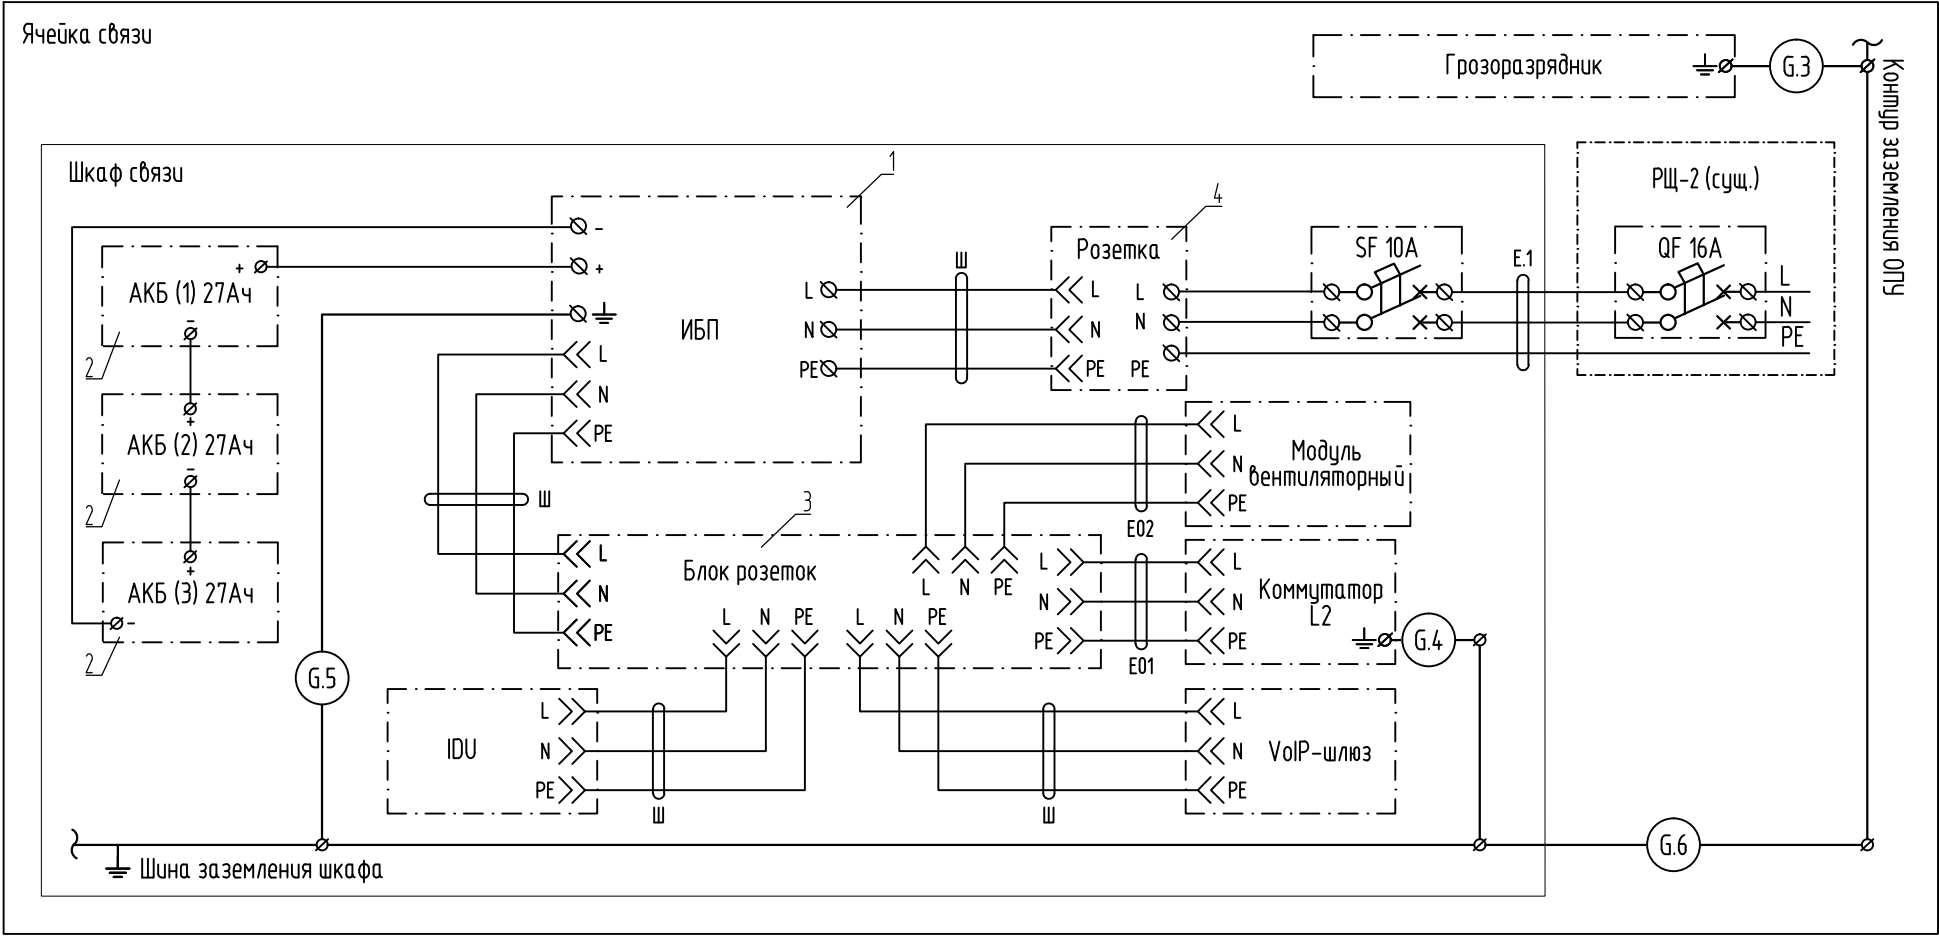 Ячейка связи
Грозоразрядник
G.3
Контур заземления ОПУ
Шкаф связи
1
4
РЩ-2 (сущ.)
-
+
ИБП
L
N
PE
L
N
PE
Ш
Розетка
L
N
PE
L
N
PE
SF 10А
E.1
QF 16А
L
N
PE
+
АКБ (1) 27Ач
-
2
+
АКБ (2) 27Ач
-
2
+
АКБ (3) 27Ач
-
2
Ш
3
Блок розеток
L
N
PE
L
N
PE
L
N
PE
L
N
PE
L
N
PE
E02
L
N
PE
Модуль
вентиляторный
E01
L
N
PE
Коммутатор
L2
G.4
G.5
IDU
L
N
PE
Ш
Ш
L
N
PE
VoIP-шлюз
G.6
Шина заземления шкафа